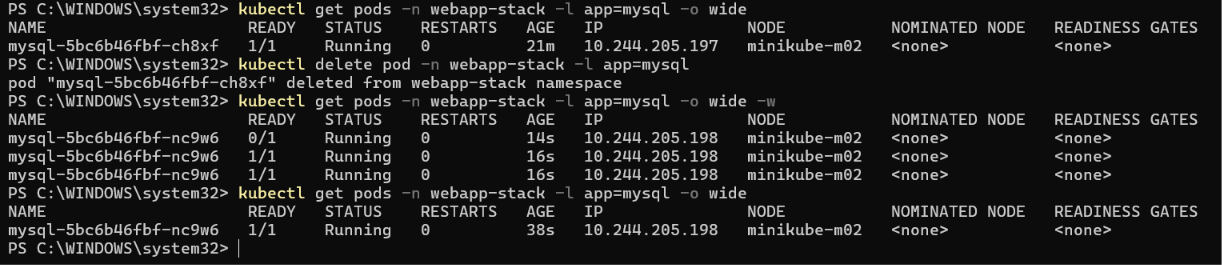 PS C:\WINDOWS\system32> kubectl get pods -n webapp-stack -l app=mysql -o wide
NAME                     READY   STATUS    RESTARTS   AGE   IP               NODE           NOMINATED NODE   READINESS GATES
mysql-5bc6b46fbf-ch8xf   1/1     Running   0          21m   10.244.205.197   minikube-m02   <none>           <none>
PS C:\WINDOWS\system32> kubectl delete pod -n webapp-stack -l app=mysql
pod "mysql-5bc6b46fbf-ch8xf" deleted from webapp-stack namespace
PS C:\WINDOWS\system32> kubectl get pods -n webapp-stack -l app=mysql -o wide -w
NAME                     READY   STATUS    RESTARTS   AGE   IP               NODE           NOMINATED NODE   READINESS GATES
mysql-5bc6b46fbf-nc9w6   0/1     Running   0          14s   10.244.205.198   minikube-m02   <none>           <none>
mysql-5bc6b46fbf-nc9w6   1/1     Running   0          16s   10.244.205.198   minikube-m02   <none>           <none>
mysql-5bc6b46fbf-nc9w6   1/1     Running   0          16s   10.244.205.198   minikube-m02   <none>           <none>
PS C:\WINDOWS\system32> kubectl get pods -n webapp-stack -l app=mysql -o wide
NAME                     READY   STATUS    RESTARTS   AGE   IP               NODE           NOMINATED NODE   READINESS GATES
mysql-5bc6b46fbf-nc9w6   1/1     Running   0          38s   10.244.205.198   minikube-m02   <none>           <none>
PS C:\WINDOWS\system32>